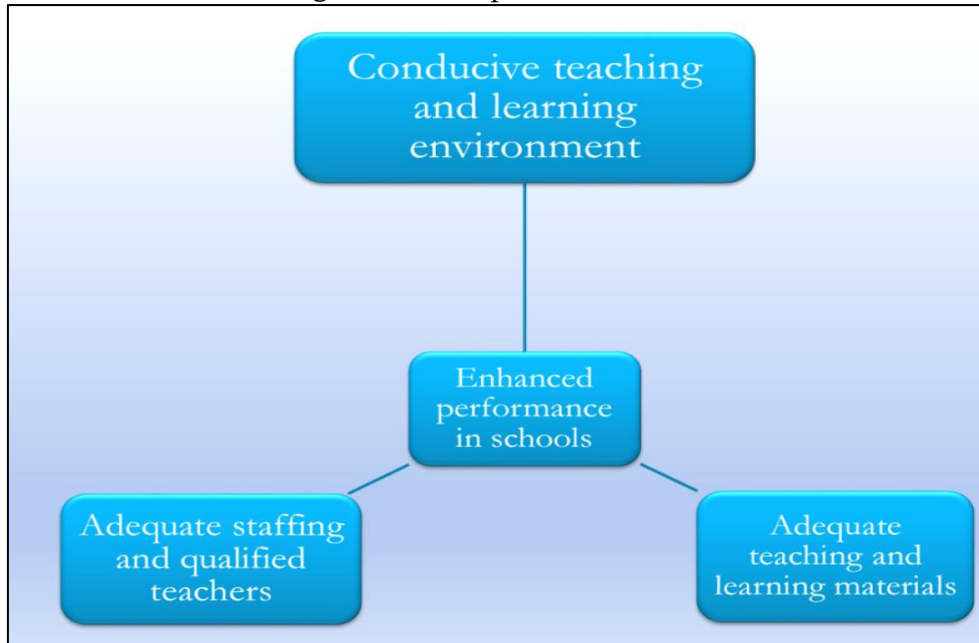 Conducive teaching
and learning
environment
Enhanced
performance
in schools
Adequate staffing
and qualified
teachers
Adequate
teaching and
learning materials